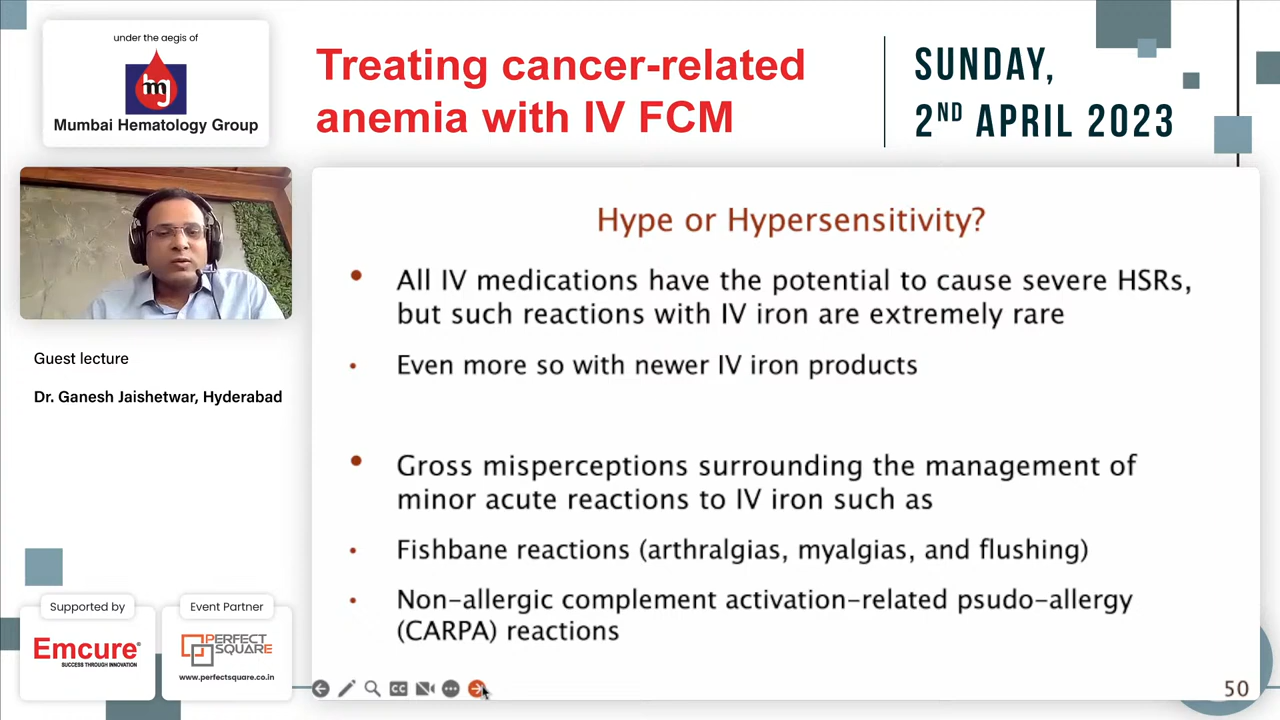 under the aegis of
mj
Mumbai Hematology Group
Treating cancer-related
anemia with IV FCM
SUNDAY,
2ND APRIL 2023
Guest lecture
Dr. Ganesh Jaishetwar, Hyderabad
Hype or Hypersensitivity?
• All IV medications have the potential to cause severe HSRs,
but such reactions with IV iron are extremely rare
• Even more so with newer IV iron products
• Gross misperceptions surrounding the management of
minor acute reactions to IV iron such as
• Fishbane reactions (arthralgias, myalgias, and flushing)
• Non-allergic complement activation-related psudo-allergy
(CARPA) reactions
Supported by
Emcure®
SUCCESS THROUGH INNOVATION
Event Partner
PERFECT
SQUARE
www.perfectsquare.co.in
CC
50